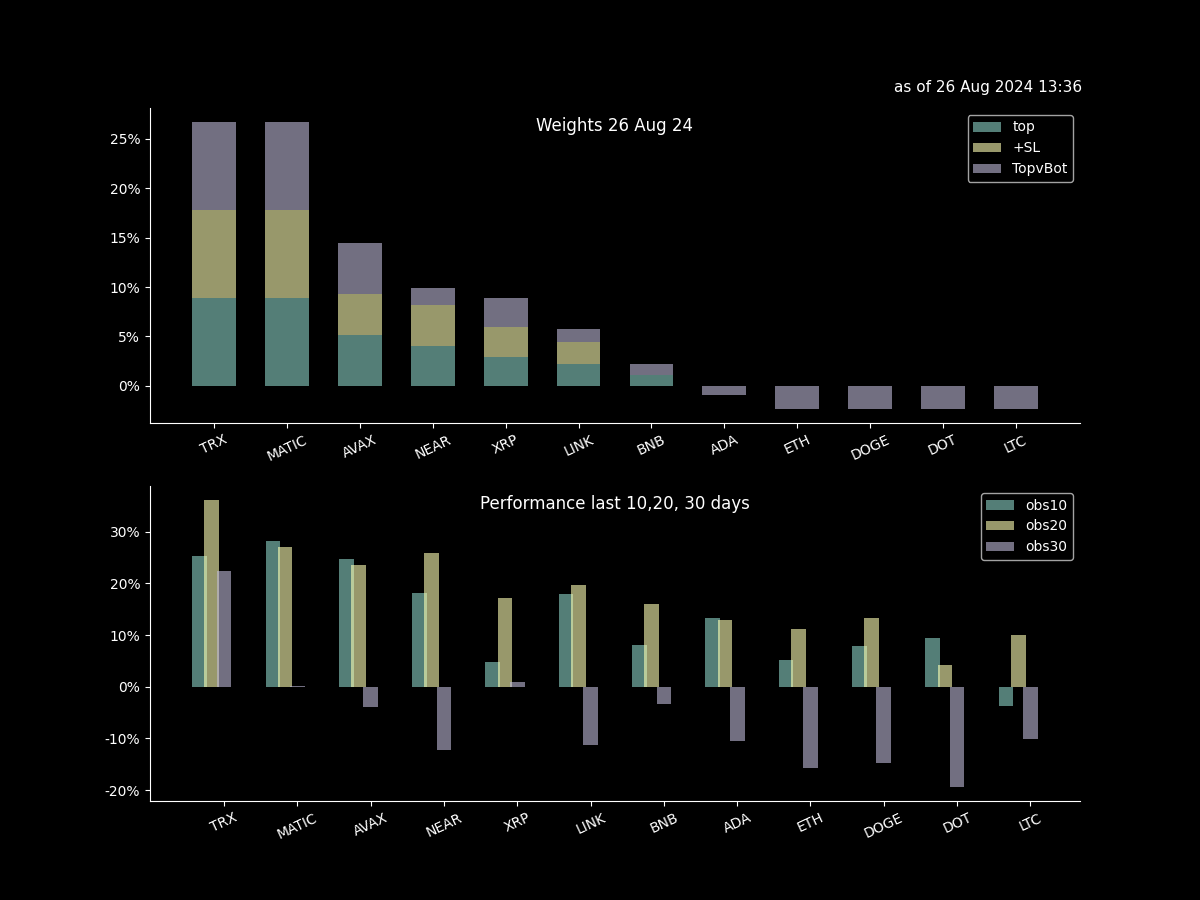 as of 26 Aug 2024 13:36
Weights 26 Aug 24
top
+SL
TopvBot
25%
20%
15%
10%
5%
0%
TRX MATIC AVAX NEAR XRP LINK BNB ADA ETH DOGE DOT LTC
Performance last 10,20, 30 days
obs10
obs20
obs30
30%
20%
10%
0%
-10%
-20%
TRX MATIC AVAX NEAR XRP LINK BNB ADA ETH DOGE DOT LTC